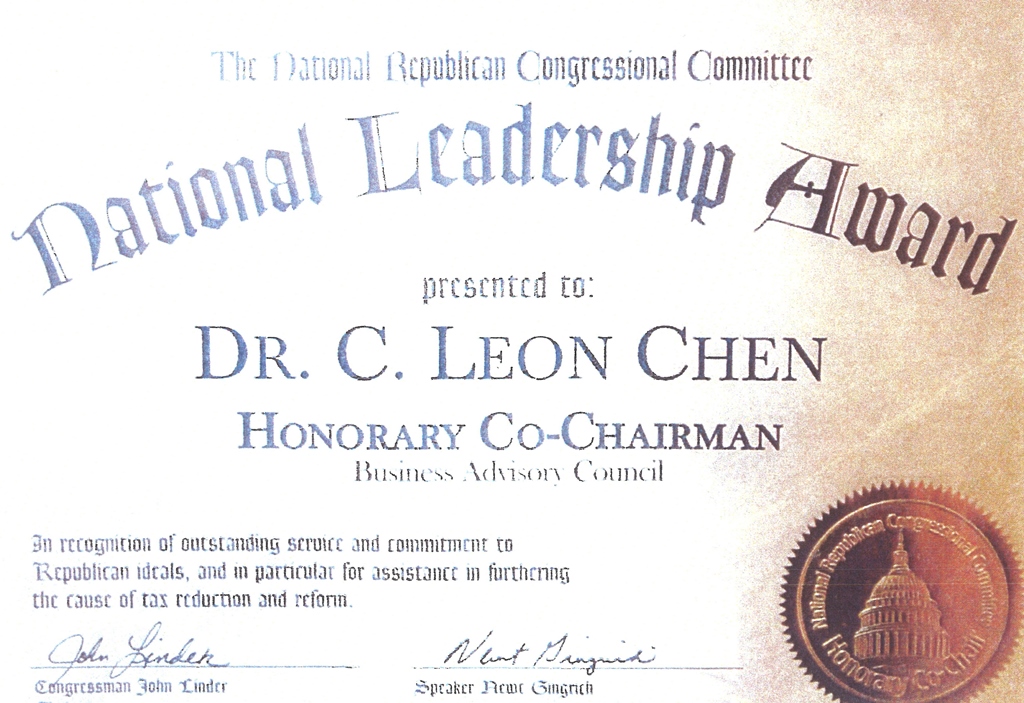 The National Republican Congressional Committee
National Leadership Award
presented to:
DR. C. LEON CHEN
HONORARY CO-CHAIRMAN
Business Advisory Council
In recognition of outstanding service and commitment to
Republican ideals, and in particular for assistance in furthering
the cause of tax reduction and reform.
John Linder
Newt Gingrich
Congressman John Linder
Speaker Newt Gingrich
National Republican Congressional Committee
Honorary Co-Chairman